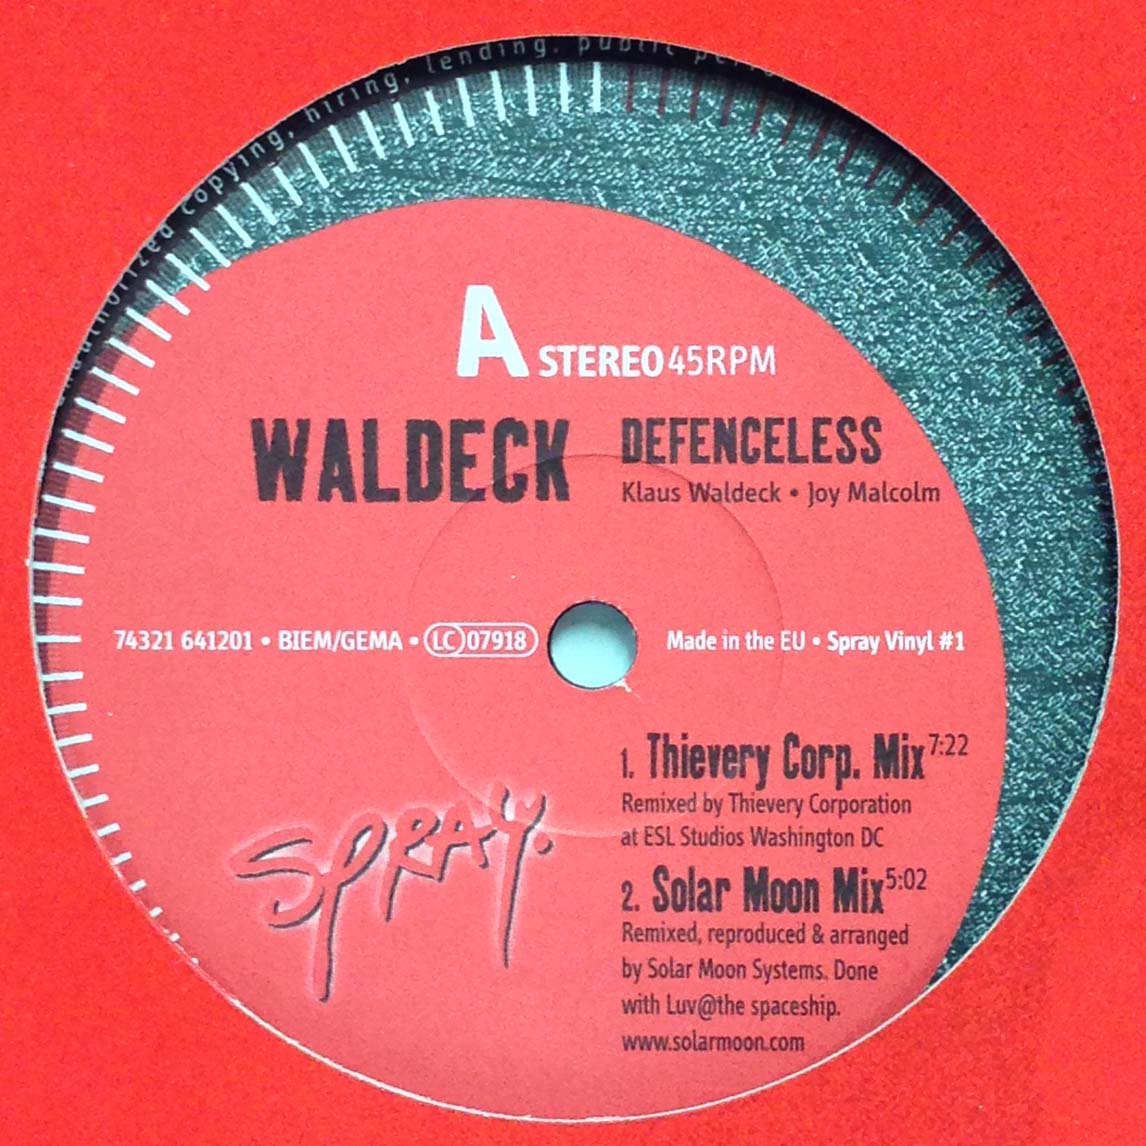 unauthorized copying, hiring, lending, public
A STEREO 45RPM
WALDECK
DEFENCELESS
Klaus Waldeck • Joy Malcolm
74321 641201 • BIEM/GEMA • LC 07918
Made in the EU • Spray Vinyl #1
1. Thievery Corp. Mix 7:22
Remixed by Thievery Corporation
at ESL Studios Washington DC
2. Solar Moon Mix 5:02
Remixed, reproduced & arranged
by Solar Moon Systems. Done
with Luv@the spaceship.
www.solarmoon.com
SPRAY.